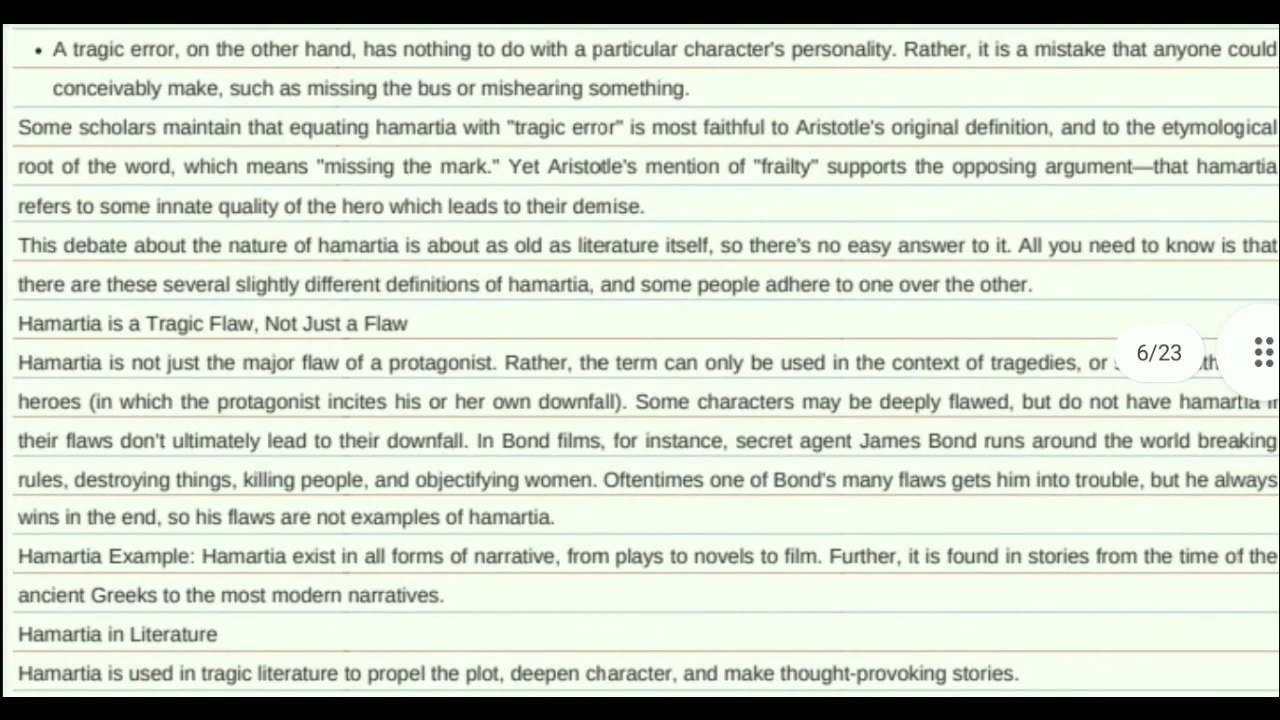 • A tragic error, on the other hand, has nothing to do with a particular character's personality. Rather, it is a mistake that anyone could
conceivably make, such as missing the bus or mishearing something.
Some scholars maintain that equating hamartia with "tragic error" is most faithful to Aristotle's original definition, and to the etymological
root of the word, which means "missing the mark." Yet Aristotle's mention of "frailty" supports the opposing argument—that hamartia
refers to some innate quality of the hero which leads to their demise.
This debate about the nature of hamartia is about as old as literature itself, so there's no easy answer to it. All you need to know is that
there are these several slightly different definitions of hamartia, and some people adhere to one over the other.
Hamartia is a Tragic Flaw, Not Just a Flaw
Hamartia is not just the major flaw of a protagonist. Rather, the term can only be used in the context of tragedies, or
6/23
heroes (in which the protagonist incites his or her own downfall). Some characters may be deeply flawed, but do not have hamartia
their flaws don't ultimately lead to their downfall. In Bond films, for instance, secret agent James Bond runs around the world breaking
rules, destroying things, killing people, and objectifying women. Oftentimes one of Bond's many flaws gets him into trouble, but he always
wins in the end, so his flaws are not examples of hamartia.
Hamartia Example: Hamartia exist in all forms of narrative, from plays to novels to film. Further, it is found in stories from the time of the
ancient Greeks to the most modern narratives.
Hamartia in Literature
Hamartia is used in tragic literature to propel the plot, deepen character, and make thought-provoking stories.